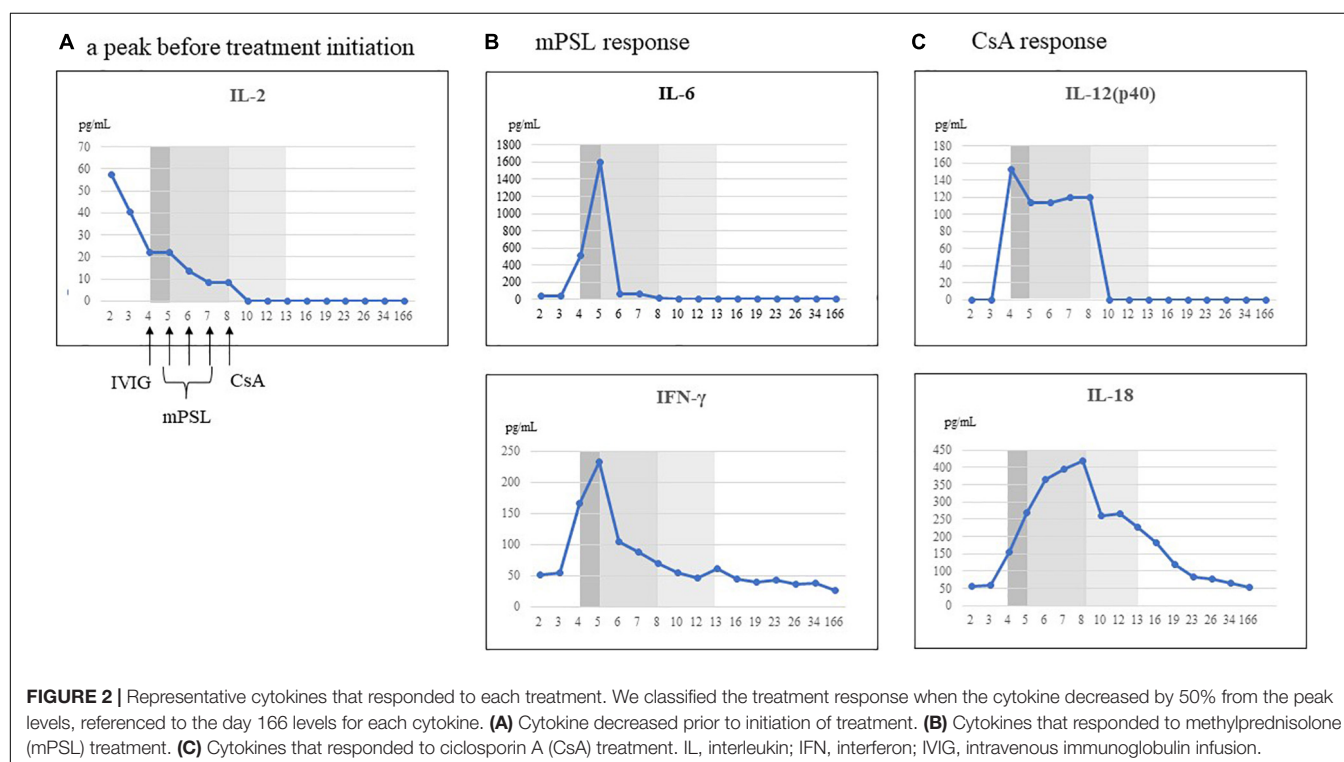 A a peak before treatment initiation
IL-2
pg/mL
70
60
50
40
30
20
10
0
2 3 4 5 6 7 8 10 12 13 16 19 23 26 34 166
IVIG
mPSL
CsA
B mPSL response
IL-6
pg/mL
1800
1600
1400
1200
1000
800
600
400
200
0
2 3 4 5 6 7 8 10 12 13 16 19 23 26 34 166
IFN-γ
pg/mL
250
200
150
100
50
0
2 3 4 5 6 7 8 10 12 13 16 19 23 26 34 166
C CsA response
IL-12(p40)
pg/mL
180
160
140
120
100
80
60
40
20
0
2 3 4 5 6 7 8 10 12 13 16 19 23 26 34 166
IL-18
pg/mL
450
400
350
300
250
200
150
100
50
0
2 3 4 5 6 7 8 10 12 13 16 19 23 26 34 166
FIGURE 2 | Representative cytokines that responded to each treatment. We classified the treatment response when the cytokine decreased by 50% from the peak
levels, referenced to the day 166 levels for each cytokine. (A) Cytokine decreased prior to initiation of treatment. (B) Cytokines that responded to methylprednisolone
(mPSL) treatment. (C) Cytokines that responded to ciclosporin A (CsA) treatment. IL, interleukin; IFN, interferon; IVIG, intravenous immunoglobulin infusion.